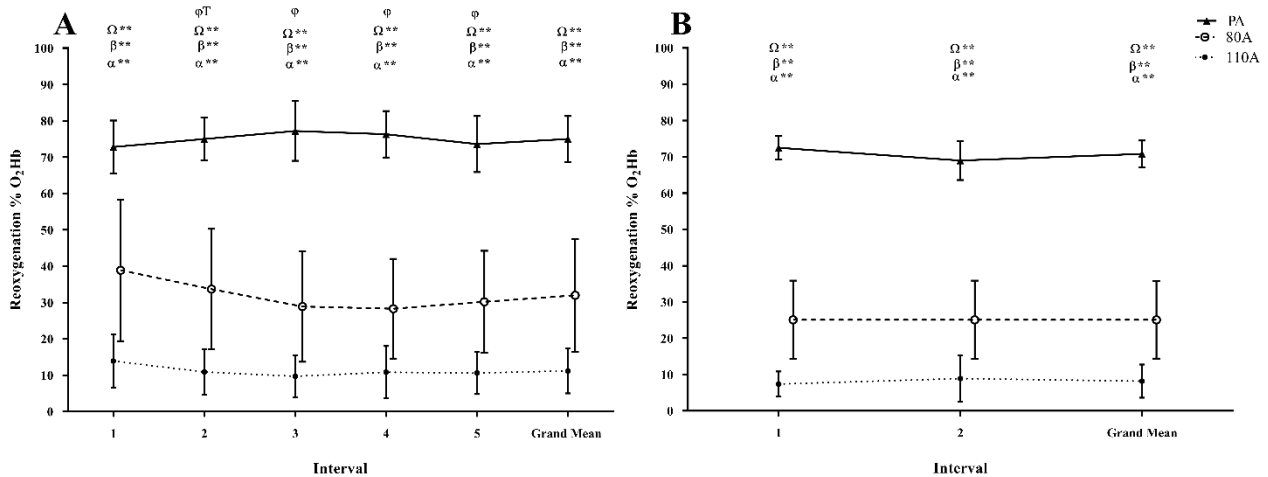 A
φT φ φ φ
Ω** Ω** Ω** Ω** Ω** Ω**
β** β** β** β** β** β**
α** α** α** α** α** α**
100
90
80
70
60
50
40
30
20
10
0
Reoxygenation % O₂Hb
1 2 3 4 5 Grand Mean
Interval
B
Ω** Ω** Ω**
β** β** β**
α** α** α**
100
90
80
70
60
50
40
30
20
10
0
Reoxygenation % O₂Hb
1 2 Grand Mean
Interval
PA
80A
110A